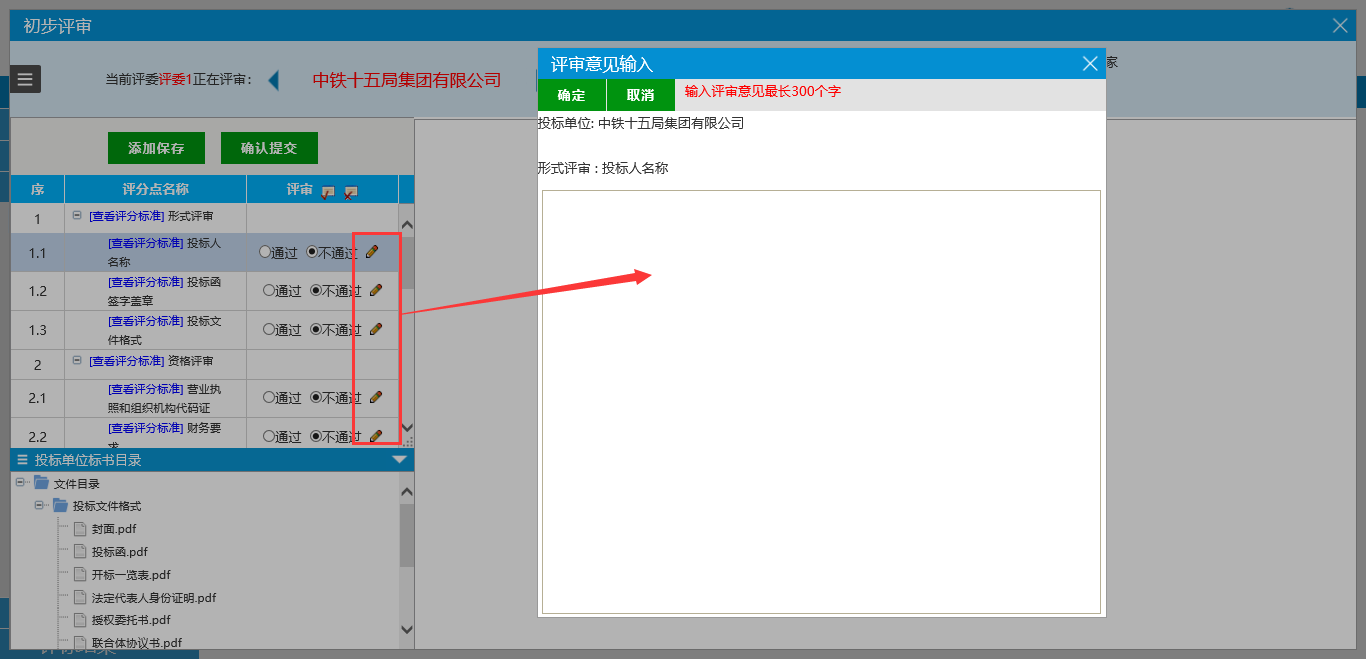 初步评审
当前评委评委1正在评审：
中铁十五局集团有限公司
家
添加保存
确认提交
序 评分点名称 评审
1 [查看评分标准] 形式评审
1.1 [查看评分标准] 投标人
名称
通过 不通过
1.2 [查看评分标准] 投标函
签字盖章
通过 不通过
1.3 [查看评分标准] 投标文
件格式
通过 不通过
2 [查看评分标准] 资格评审
2.1 [查看评分标准] 营业执
照和组织机构代码证
通过 不通过
2.2 [查看评分标准] 财务要
求
通过 不通过
投标单位标书目录
文件目录
投标文件格式
封面.pdf
投标函.pdf
开标一览表.pdf
法定代表人身份证明.pdf
授权委托书.pdf
联合体协议书.pdf
评审意见输入
确定 取消 输入评审意见最长300个字
投标单位: 中铁十五局集团有限公司
形式评审 : 投标人名称